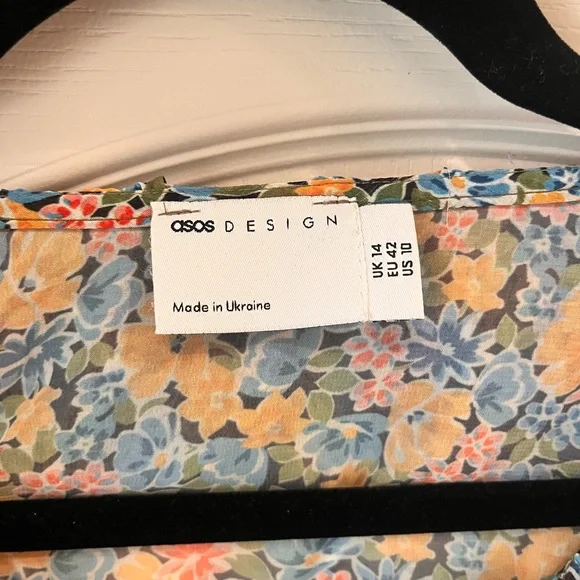 asos DESIGN
Made in Ukraine
UK 14
EU 42
US 10